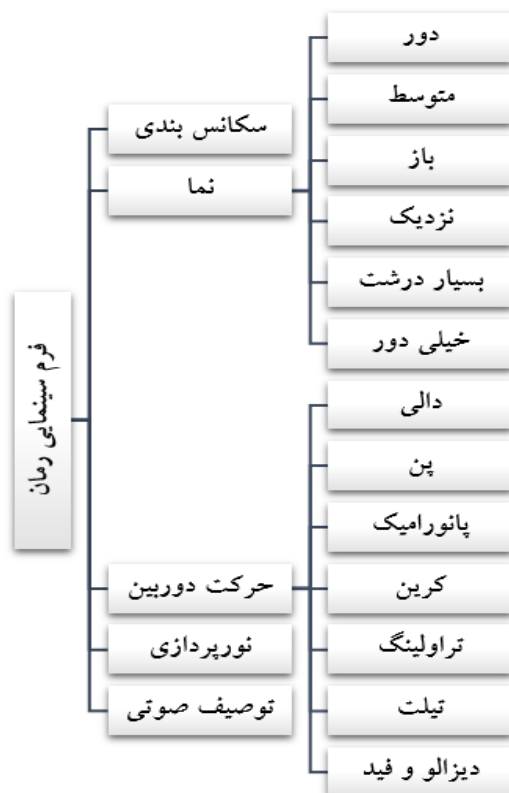 فرم سینمایی رمان
سکانس بندی
نما
دور
متوسط
باز
نزدیک
بسیار درشت
خیلی دور
حرکت دوربین
دالی
پن
پانورامیک
کرین
تراولینگ
تیلت
دیزالو و فید
نورپردازی
توصیف صوتی